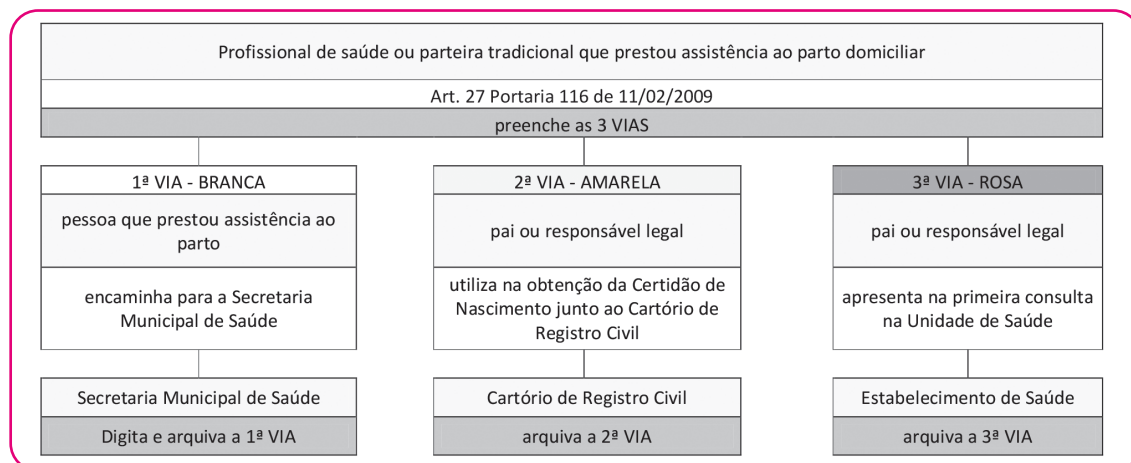 Profissional de saúde ou parteira tradicional que prestou assistência ao parto domiciliar
Art. 27 Portaria 116 de 11/02/2009
preenche as 3 VIAS
1ª VIA - BRANCA
pessoa que prestou assistência ao
parto
encaminha para a Secretaria
Municipal de Saúde
Secretaria Municipal de Saúde
Digita e arquiva a 1ª VIA
2ª VIA - AMARELA
pai ou responsável legal
utiliza na obtenção da Certidão de
Nascimento junto ao Cartório de
Registro Civil
Cartório de Registro Civil
arquiva a 2ª VIA
3ª VIA - ROSA
pai ou responsável legal
apresenta na primeira consulta
na Unidade de Saúde
Estabelecimento de Saúde
arquiva a 3ª VIA